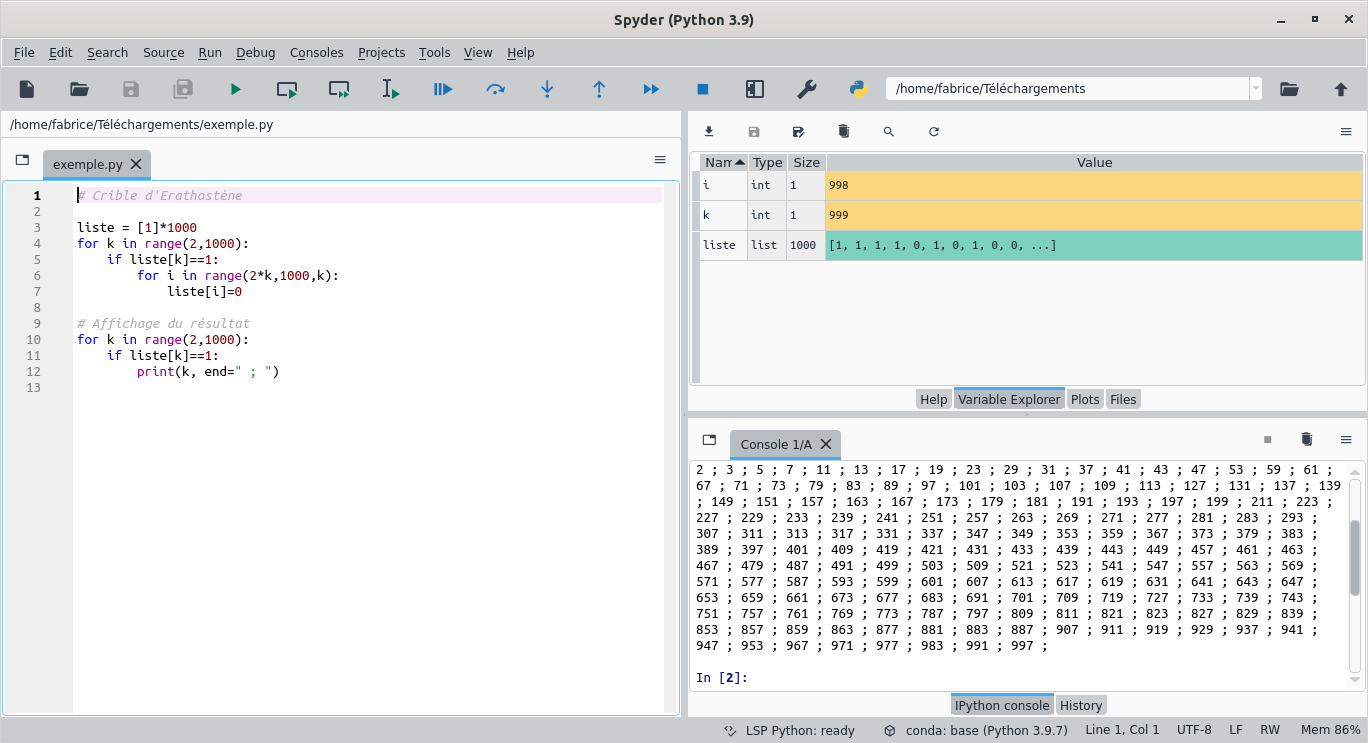 Spyder (Python 3.9)
File Edit Search Source Run Debug Consoles Projects Tools View Help
/home/fabrice/Téléchargements
/home/fabrice/Téléchargements/exemple.py
exemple.py
1 # Crible d'Erathostène
2
3 liste = [1]*1000
4 for k in range(2,1000):
5     if liste[k]==1:
6         for i in range(2*k,1000,k):
7             liste[i]=0
8
9 # Affichage du résultat
10 for k in range(2,1000):
11     if liste[k]==1:
12         print(k, end=" ; ")
13
Nam Type Size Value
i int 1 998
k int 1 999
liste list 1000 [1, 1, 1, 1, 0, 1, 0, 1, 0, 0, ...]
Help Variable Explorer Plots Files
Console 1/A
2 ; 3 ; 5 ; 7 ; 11 ; 13 ; 17 ; 19 ; 23 ; 29 ; 31 ; 37 ; 41 ; 43 ; 47 ; 53 ; 59 ; 61 ;
67 ; 71 ; 73 ; 79 ; 83 ; 89 ; 97 ; 101 ; 103 ; 107 ; 109 ; 113 ; 127 ; 131 ; 137 ; 139
; 149 ; 151 ; 157 ; 163 ; 167 ; 173 ; 179 ; 181 ; 191 ; 193 ; 197 ; 199 ; 211 ; 223 ;
227 ; 229 ; 233 ; 239 ; 241 ; 251 ; 257 ; 263 ; 269 ; 271 ; 277 ; 281 ; 283 ; 293 ;
307 ; 311 ; 313 ; 317 ; 331 ; 337 ; 347 ; 349 ; 353 ; 359 ; 367 ; 373 ; 379 ; 383 ;
389 ; 397 ; 401 ; 409 ; 419 ; 421 ; 431 ; 433 ; 439 ; 443 ; 449 ; 457 ; 461 ; 463 ;
467 ; 479 ; 487 ; 491 ; 499 ; 503 ; 509 ; 521 ; 523 ; 541 ; 547 ; 557 ; 563 ; 569 ;
571 ; 577 ; 587 ; 593 ; 599 ; 601 ; 607 ; 613 ; 617 ; 619 ; 631 ; 641 ; 643 ; 647 ;
653 ; 659 ; 661 ; 673 ; 677 ; 683 ; 691 ; 701 ; 709 ; 719 ; 727 ; 733 ; 739 ; 743 ;
751 ; 757 ; 761 ; 769 ; 773 ; 787 ; 797 ; 809 ; 811 ; 821 ; 823 ; 827 ; 829 ; 839 ;
853 ; 857 ; 859 ; 863 ; 877 ; 881 ; 883 ; 887 ; 907 ; 911 ; 919 ; 929 ; 937 ; 941 ;
947 ; 953 ; 967 ; 971 ; 977 ; 983 ; 991 ; 997 ;
In [2]:
IPython console History
LSP Python: ready conda: base (Python 3.9.7) Line 1, Col 1 UTF-8 LF RW Mem 86%